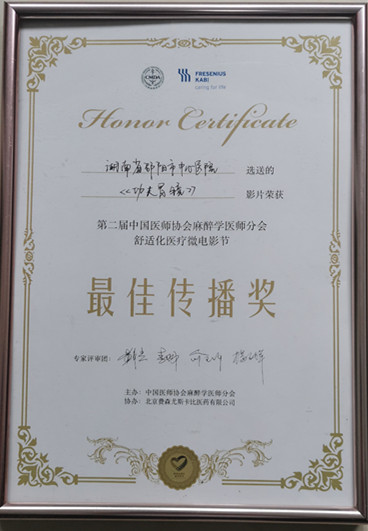 CMDA
FRESENIUS
KABI
caring for life
Honor Certificate
湖南省邵阳市中心医院 选送的
《功夫胃镜》 影片荣获
第二届中国医师协会麻醉学医师分会
舒适化医疗微电影节
最佳传播奖
专家评审团：
主办：中国医师协会麻醉学医师分会
协办：北京费森尤斯卡比医药有限公司